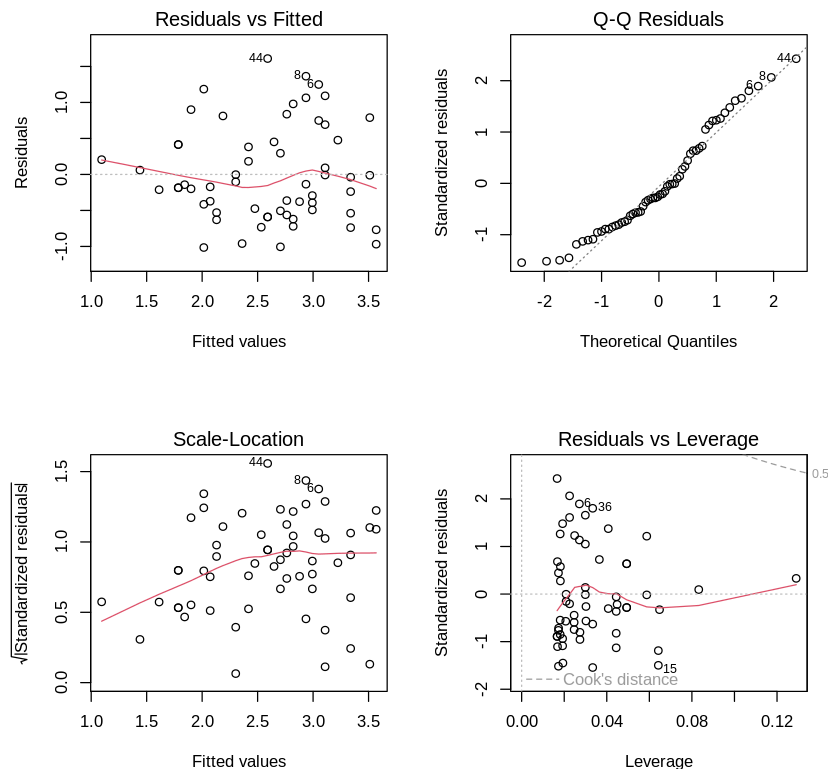 Residuals vs Fitted
Residuals
1.0
0.0
-1.0
44
8
6
1.0 1.5 2.0 2.5 3.0 3.5
Fitted values
Q-Q Residuals
Standardized residuals
2
1
0
-1
44
8
6
-2 -1 0 1 2
Theoretical Quantiles
Scale-Location
√|Standardized residuals|
1.5
1.0
0.5
0.0
44
8
6
1.0 1.5 2.0 2.5 3.0 3.5
Fitted values
Residuals vs Leverage
Standardized residuals
2
1
0
-1
-2
0.5
6
36
15
Cook's distance
0.00 0.04 0.08 0.12
Leverage